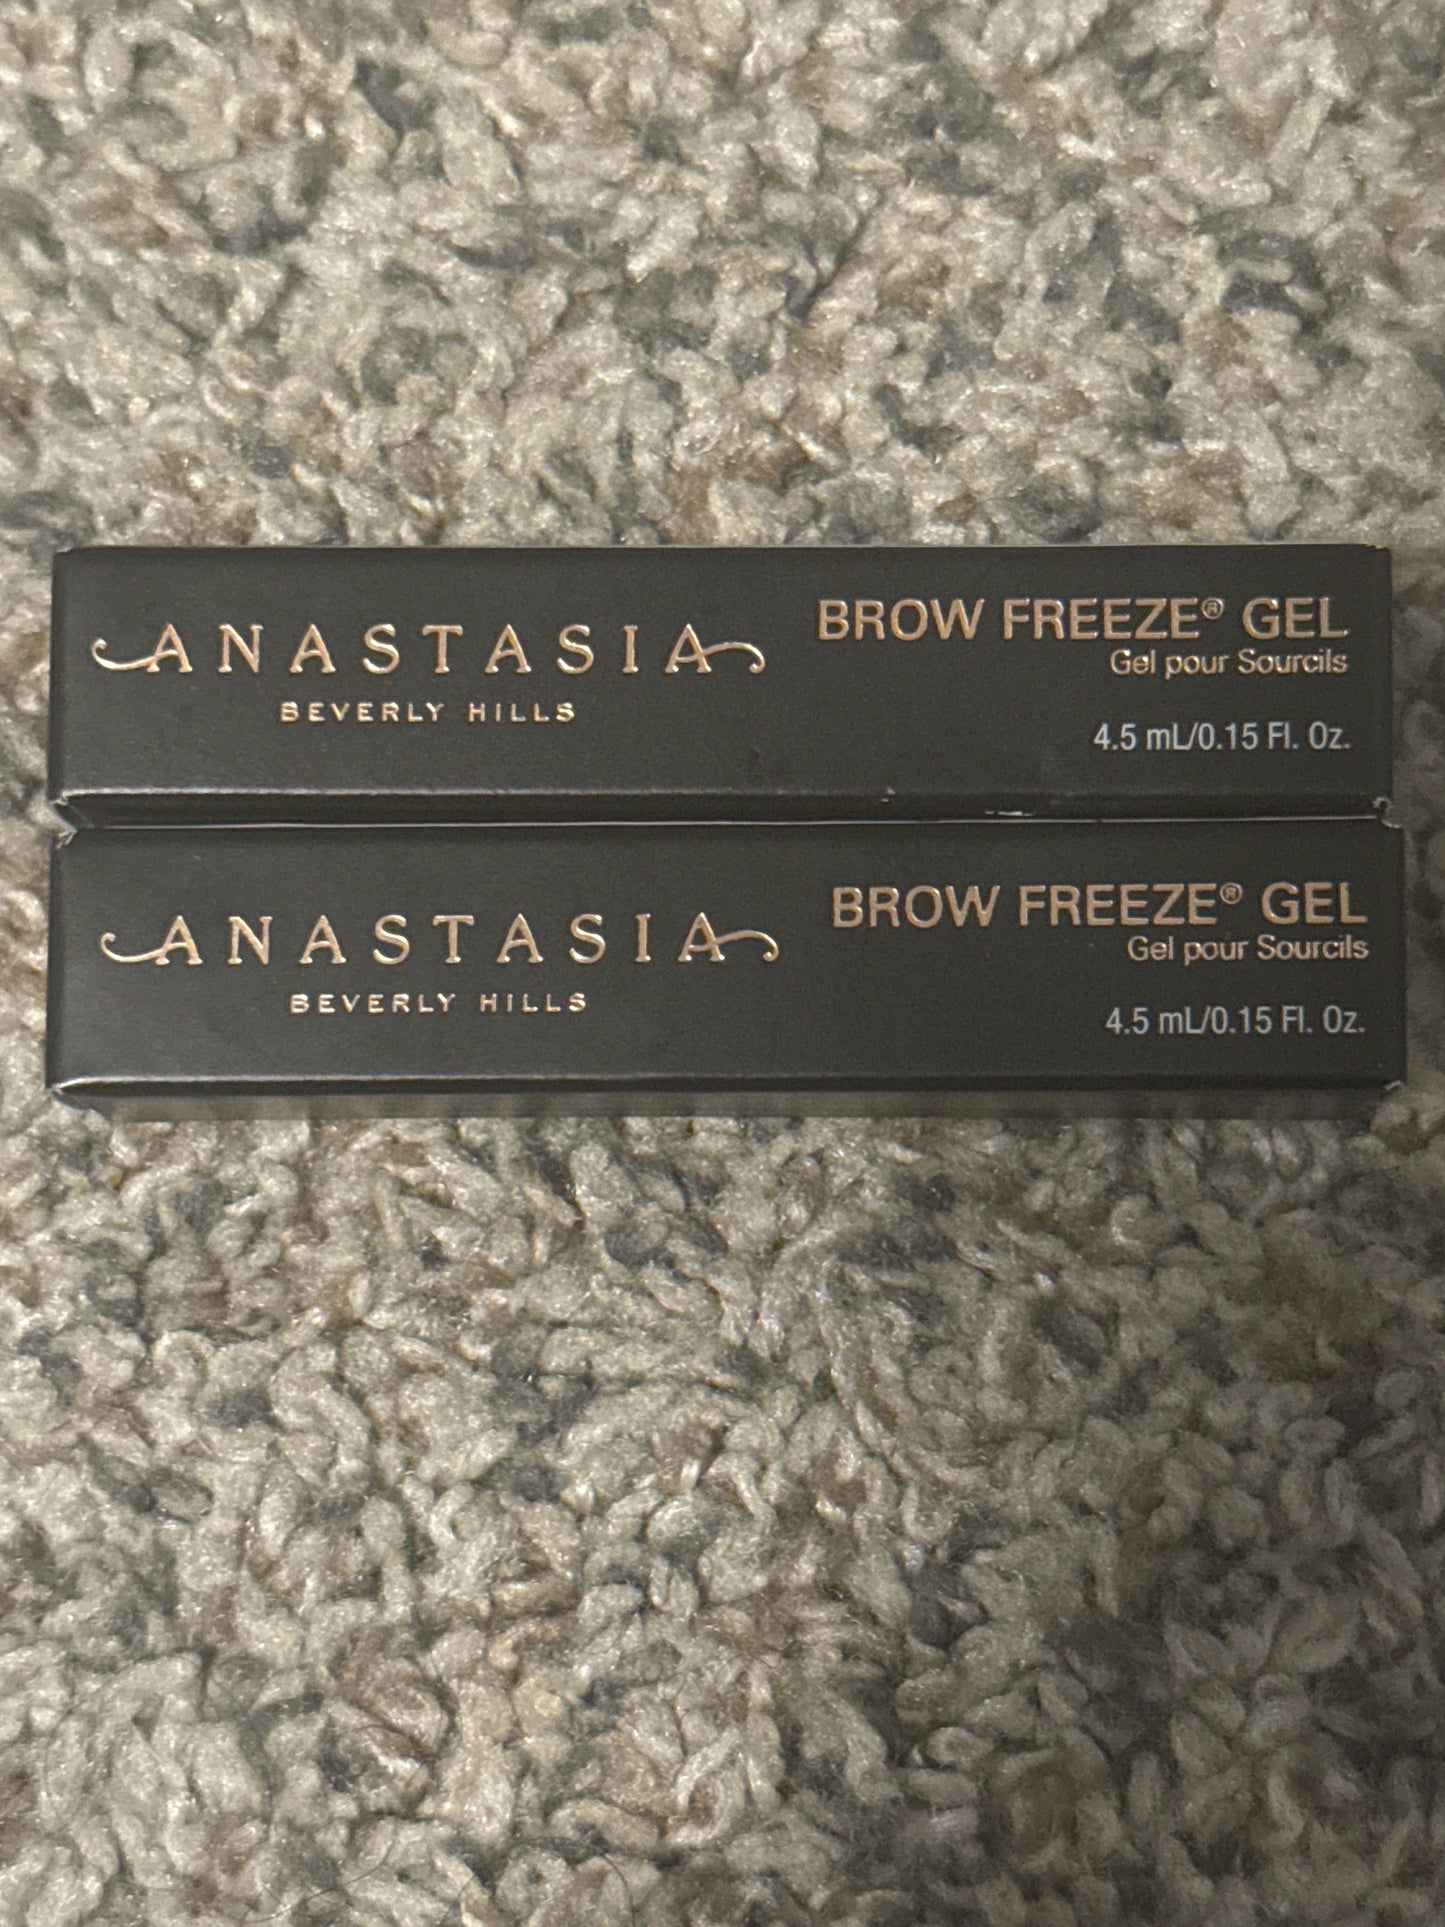 ANASTASIA
BEVERLY HILLS
BROW FREEZE® GEL
Gel pour Sourcils
4.5 mL/0.15 Fl. Oz.
ANASTASIA
BEVERLY HILLS
BROW FREEZE® GEL
Gel pour Sourcils
4.5 mL/0.15 Fl. Oz.